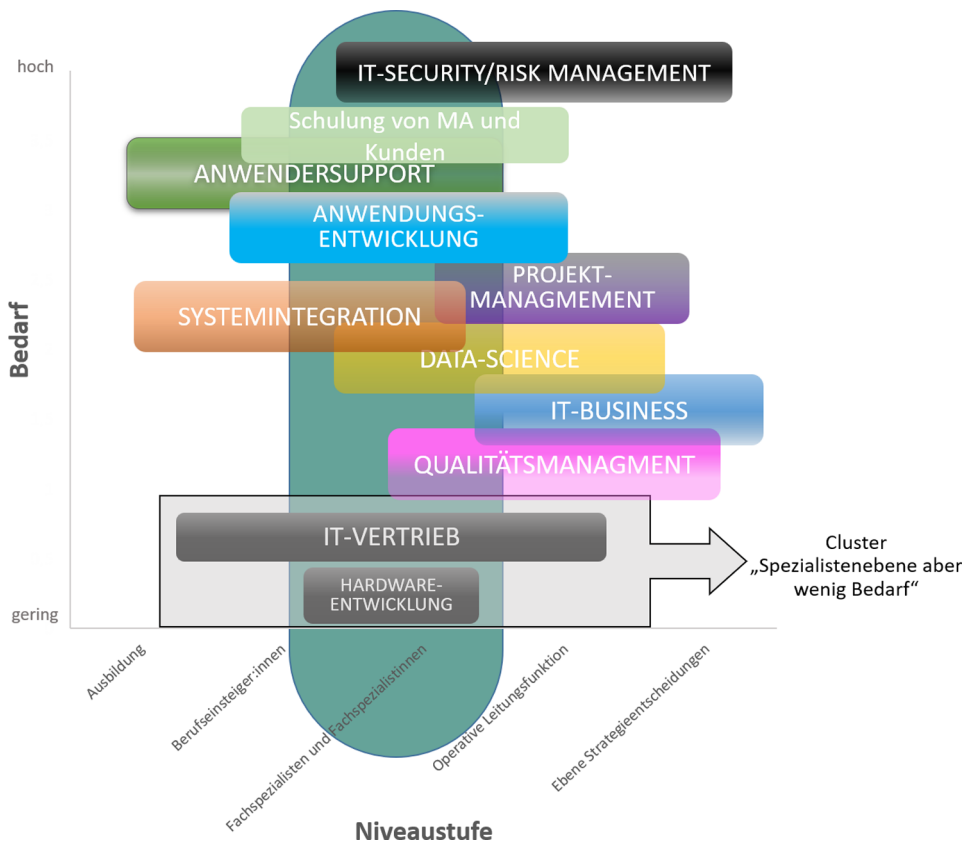 hoch
IT-SECURITY/RISK MANAGEMENT
Schulung von MA und
Kunden
ANWENDERSUPPORT
ANWENDUNGS-
ENTWICKLUNG
PROJEKT-
MANAGMEMENT
SYSTEMINTEGRATION
DATA-SCIENCE
IT-BUSINESS
QUALITÄTSMANAGMENT
IT-VERTRIEB
HARDWARE-
ENTWICKLUNG
Cluster
„Spezialistenebene aber
wenig Bedarf“
gering
Bedarf
Ausbildung
Berufseinsteiger:innen
Fachspezialisten und Fachspezialistinnen
Operative Leitungsfunktion
Ebene Strategieentscheidungen
Niveaustufe